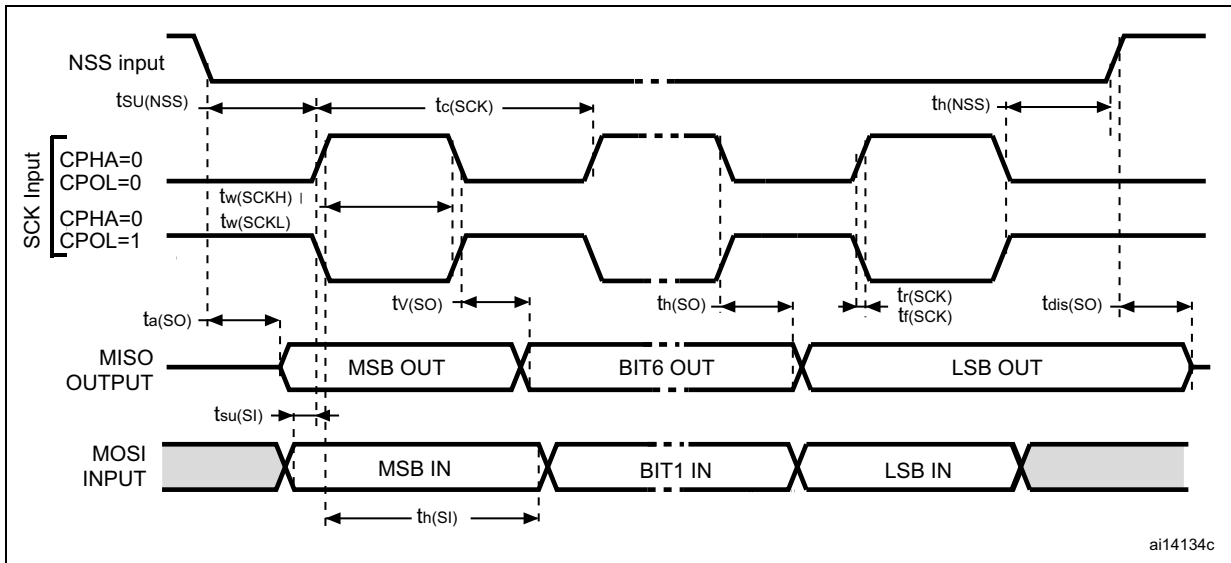 NSS input
tSU(NSS)
tc(SCK)
th(NSS)
SCK Input
CPHA=0
CPOL=0
tw(SCKH)
CPHA=0
tw(SCKL)
CPOL=1
tV(SO)
th(SO)
tr(SCK)
tf(SCK)
ta(SO)
tdis(SO)
MISO
OUTPUT
MSB OUT
BIT6 OUT
LSB OUT
tsu(SI)
MOSI
INPUT
MSB IN
BIT1 IN
LSB IN
th(SI)
ai14134c